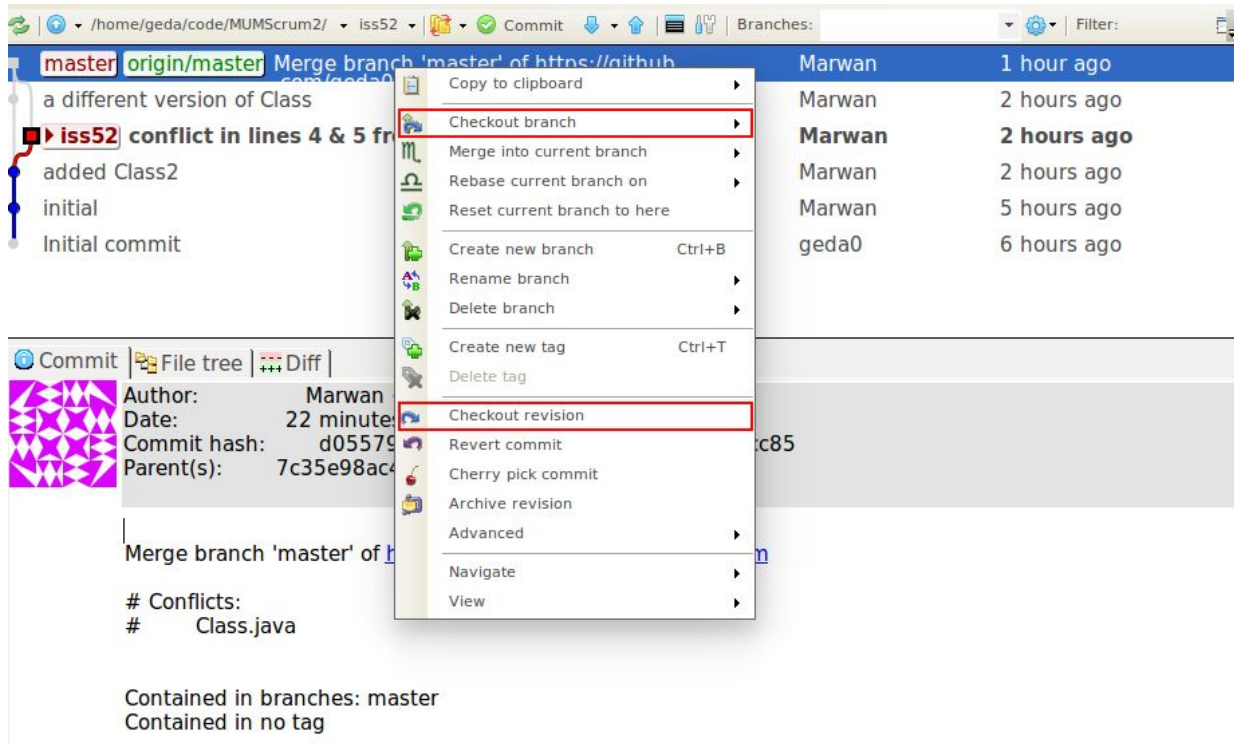 /home/geda/code/MUMScrum2/ iss52 Commit Branches: Filter:
master origin/master Merge branch 'master' of https://github Marwan 1 hour ago
a different version of Class Marwan 2 hours ago
iss52 conflict in lines 4 & 5 Marwan 2 hours ago
added Class2 Marwan 2 hours ago
initial Marwan 5 hours ago
Initial commit geda0 6 hours ago
Copy to clipboard
Checkout branch
Merge into current branch
Rebase current branch on
Reset current branch to here
Create new branch Ctrl+B
Rename branch
Delete branch
Create new tag Ctrl+T
Delete tag
Checkout revision
Revert commit
Cherry pick commit
Archive revision
Advanced
Navigate
View
Commit File tree Diff
Author: Marwan
Date: 22 minutes
Commit hash: d0557 c85
Parent(s): 7c35e98ac
Merge branch 'master' of
# Conflicts:
# Class.java
Contained in branches: master
Contained in no tag